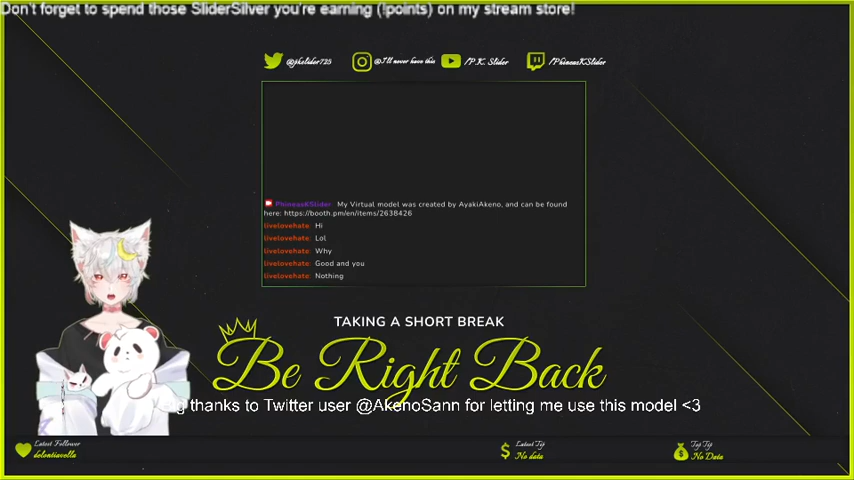 Don't forget to spend those SliderSilver you're earning (!points) on my stream store!
@pkslider725 @I'll never have this /P.K. Slider /PhineasKSlider
PhineasKSlider My Virtual model was created by AyakiAkeno, and can be found
here: https://booth.pm/en/items/2638426
livelovehate Hi
livelovehate Lol
livelovehate Why
livelovehate Good and you
livelovehate Nothing
TAKING A SHORT BREAK
Be Right Back
thanks to Twitter user @AkenoSann for letting me use this model <3
Latest Follower
Latest Tip
No data
Top Tip
No Data